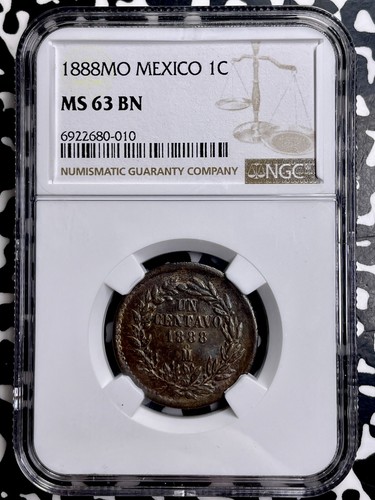 1888MO MEXICO 1C
MS 63 BN
6922680-010
NUMISMATIC GUARANTY COMPANY
NGC
UN
CENTAVO
1888
M